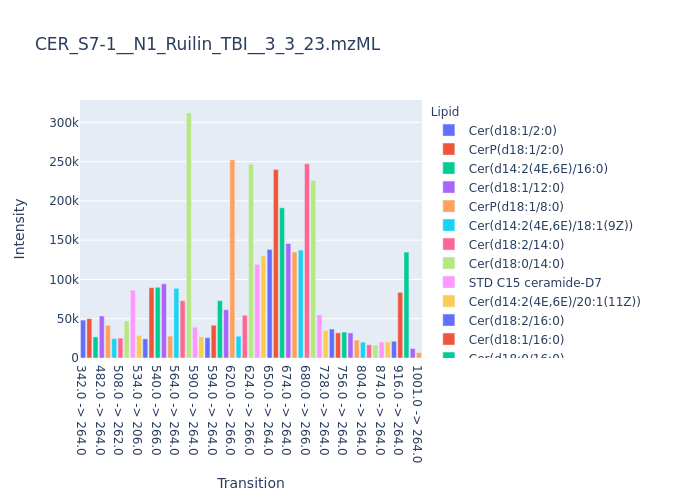 CER_S7-1__N1_Ruilin_TBI__3_3_23.mzML
Lipid
Cer(d18:1/2:0)
CerP(d18:1/2:0)
Cer(d14:2(4E,6E)/16:0)
Cer(d18:1/12:0)
CerP(d18:1/8:0)
Cer(d14:2(4E,6E)/18:1(9Z))
Cer(d18:2/14:0)
Cer(d18:0/14:0)
STD C15 ceramide-D7
Cer(d14:2(4E,6E)/20:1(11Z))
Cer(d18:2/16:0)
Cer(d18:1/16:0)
Cer(d18:0/16:0)
Intensity
300k
250k
200k
150k
100k
50k
0
342.0 -> 264.0
482.0 -> 264.0
508.0 -> 262.0
534.0 -> 206.0
540.0 -> 266.0
564.0 -> 264.0
590.0 -> 264.0
594.0 -> 264.0
620.0 -> 266.0
624.0 -> 266.0
650.0 -> 264.0
674.0 -> 264.0
680.0 -> 264.0
728.0 -> 264.0
756.0 -> 264.0
804.0 -> 264.0
874.0 -> 264.0
916.0 -> 264.0
1001.0 -> 264.0
Transition